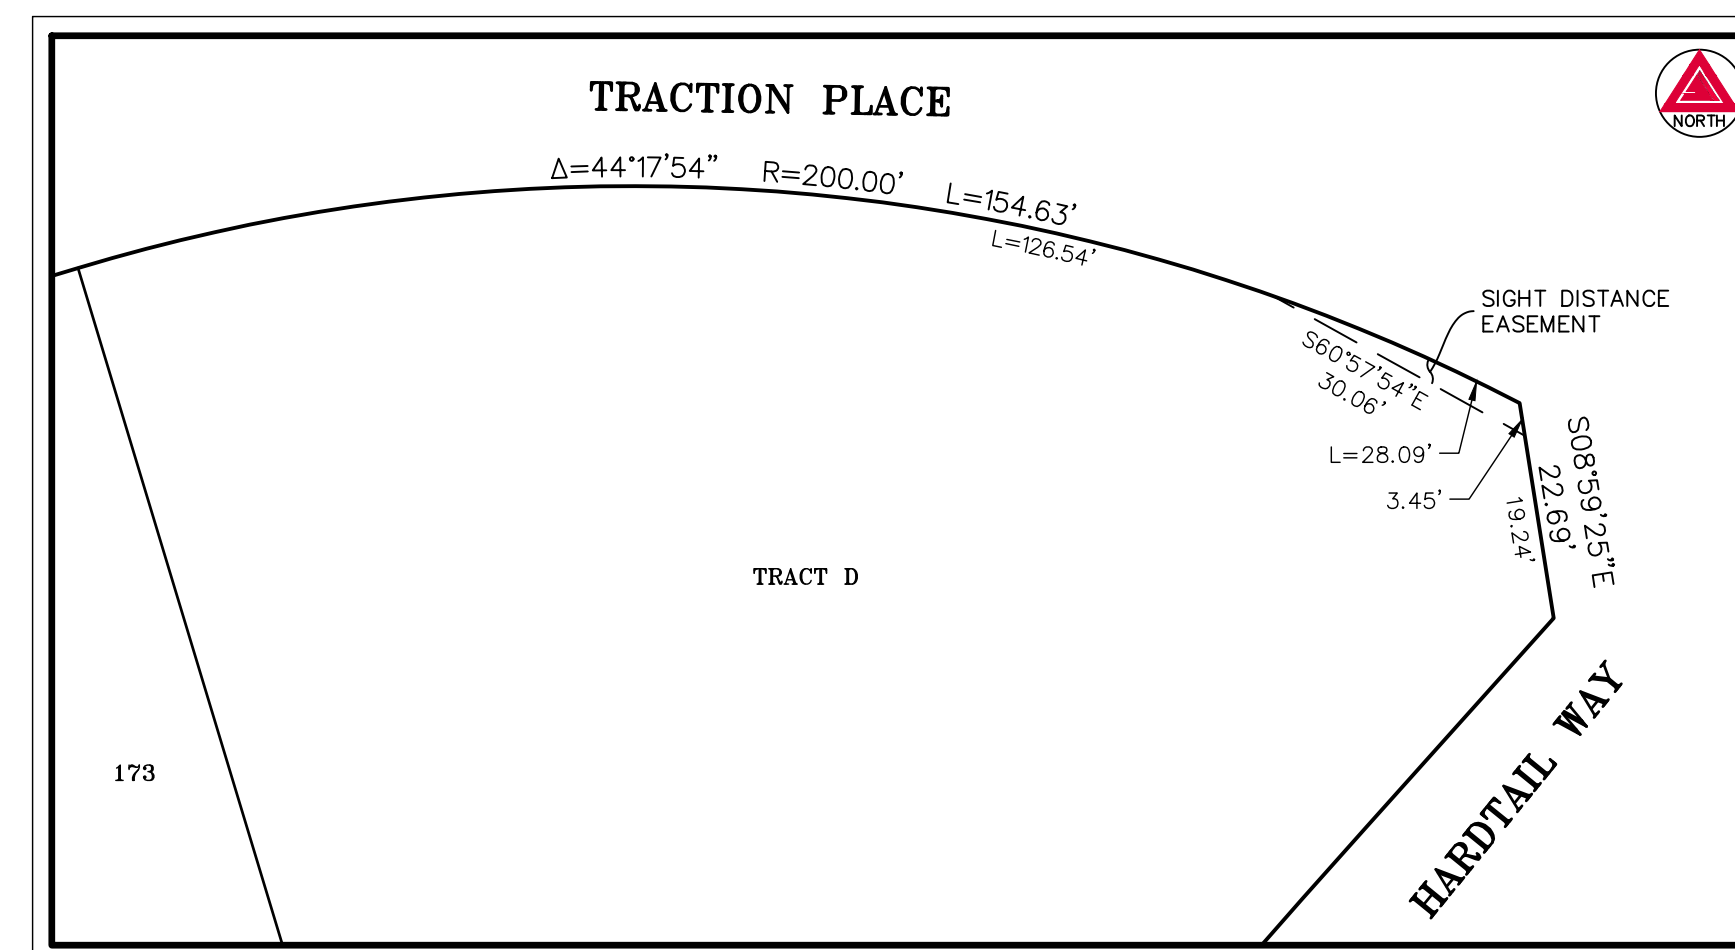 TRACTION PLACE
NORTH
Δ=44°17'54" R=200.00' L=154.63'
L=126.54'
SIGHT DISTANCE
EASEMENT
S60°57'54"E
30.06'
L=28.09'
3.45'
S08°59'25"E
22.69'
19.24'
TRACT D
173
HARDTAIL WAY